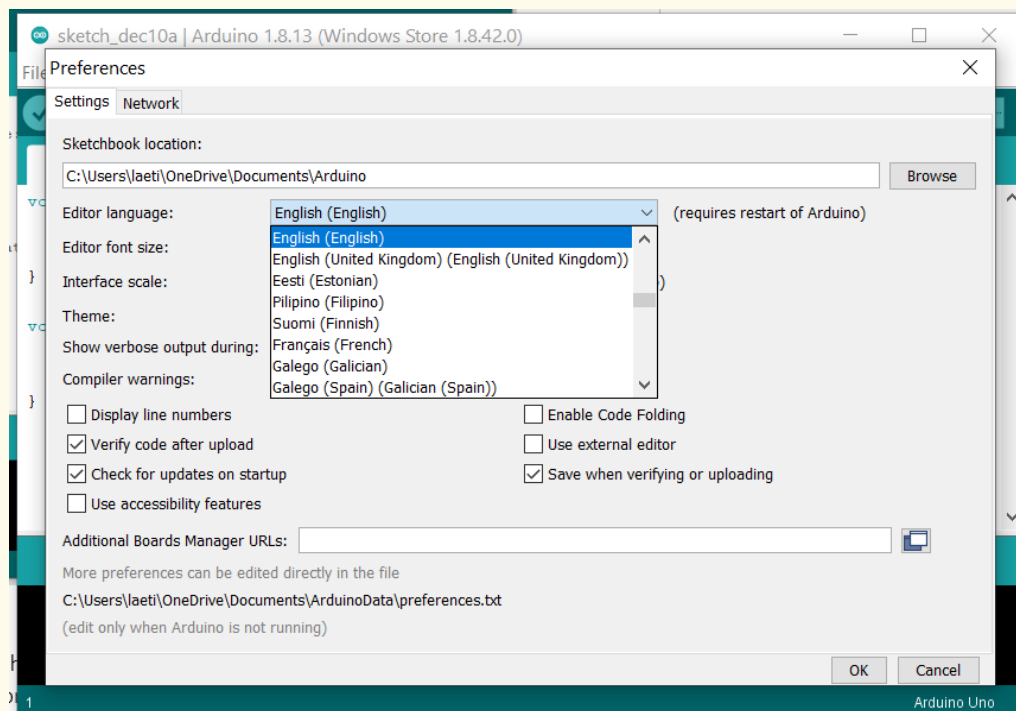 sketch_dec10a | Arduino 1.8.13 (Windows Store 1.8.42.0)
File
Preferences
Settings
Network
Sketchbook location:
C:\Users\laeti\OneDrive\Documents\Arduino
Browse
Editor language:
English (English)
(requires restart of Arduino)
English (English)
Editor font size:
English (United Kingdom) (English (United Kingdom))
Eesti (Estonian)
Interface scale:
)
Pilipino (Filipino)
Theme:
Suomi (Finnish)
Show verbose output during:
Français (French)
Galego (Galician)
Compiler warnings:
Galego (Spain) (Galician (Spain))
}
}
Display line numbers
Enable Code Folding
Verify code after upload
Use external editor
Check for updates on startup
Save when verifying or uploading
Use accessibility features
Additional Boards Manager URLs:
More preferences can be edited directly in the file
C:\Users\laeti\OneDrive\Documents\ArduinoData\preferences.txt
(edit only when Arduino is not running)
OK
Cancel
1
Arduino Uno